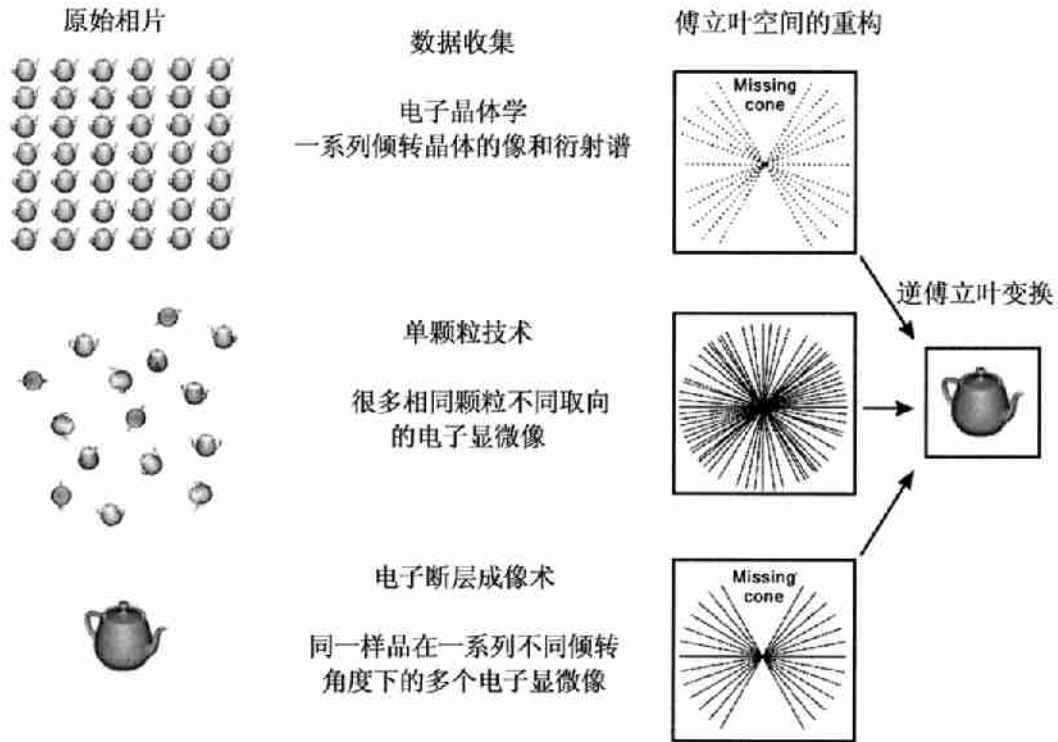 原始相片
数据收集
傅立叶空间的重构
电子晶体学
一系列倾转晶体的像和衍射谱
Missing
cone
逆傅立叶变换
单颗粒技术
很多相同颗粒不同取向
的电子显微像
电子断层成像术
同一样品在一系列不同倾转
角度下的多个电子显微像
Missing
cone